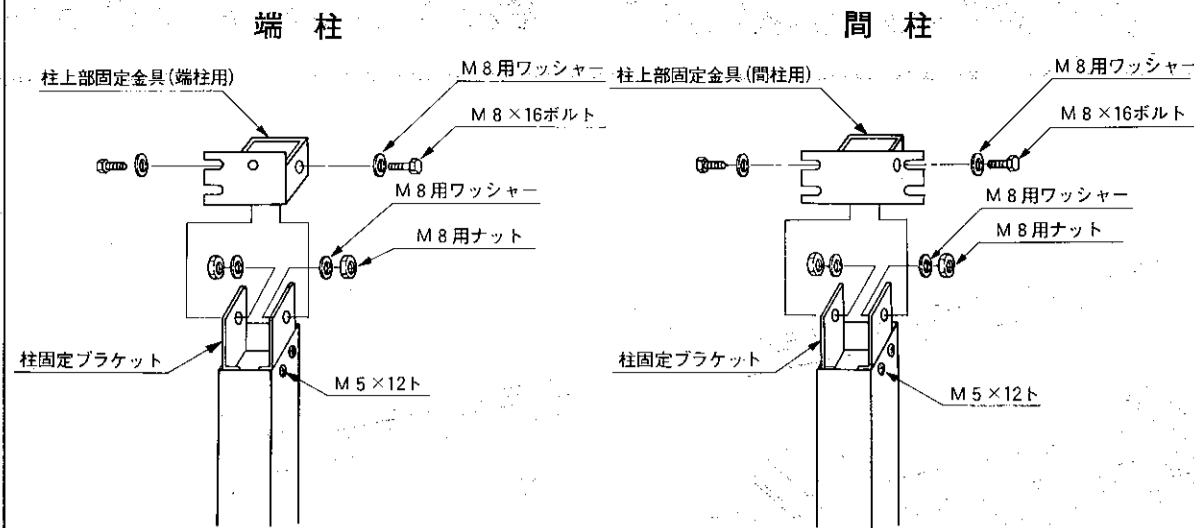 端柱
柱上部固定金具(端柱用)
M8用ワッシャー
M8×16ボルト
M8用ワッシャー
M8用ナット
柱固定ブラケット
M5×12ト
間柱
柱上部固定金具(間柱用)
M8用ワッシャー
M8×16ボルト
M8用ワッシャー
M8用ナット
柱固定ブラケット
M5×12ト